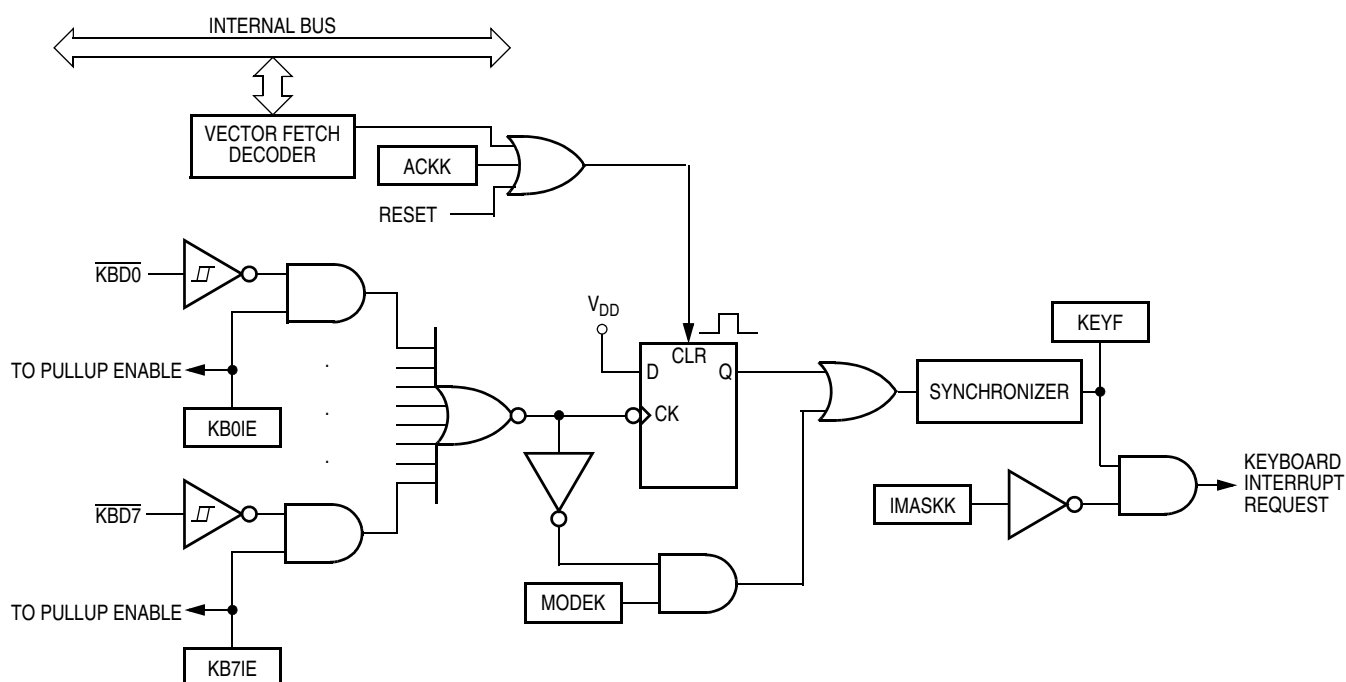 INTERNAL BUS
VECTOR FETCH
DECODER
ACKK
RESET
KBD0
TO PULLUP ENABLE
KB0IE
KBD7
TO PULLUP ENABLE
KB7IE
VDD
CLR
D
Q
CK
MODEK
SYNCHRONIZER
KEYF
IMASKK
KEYBOARD
INTERRUPT
REQUEST